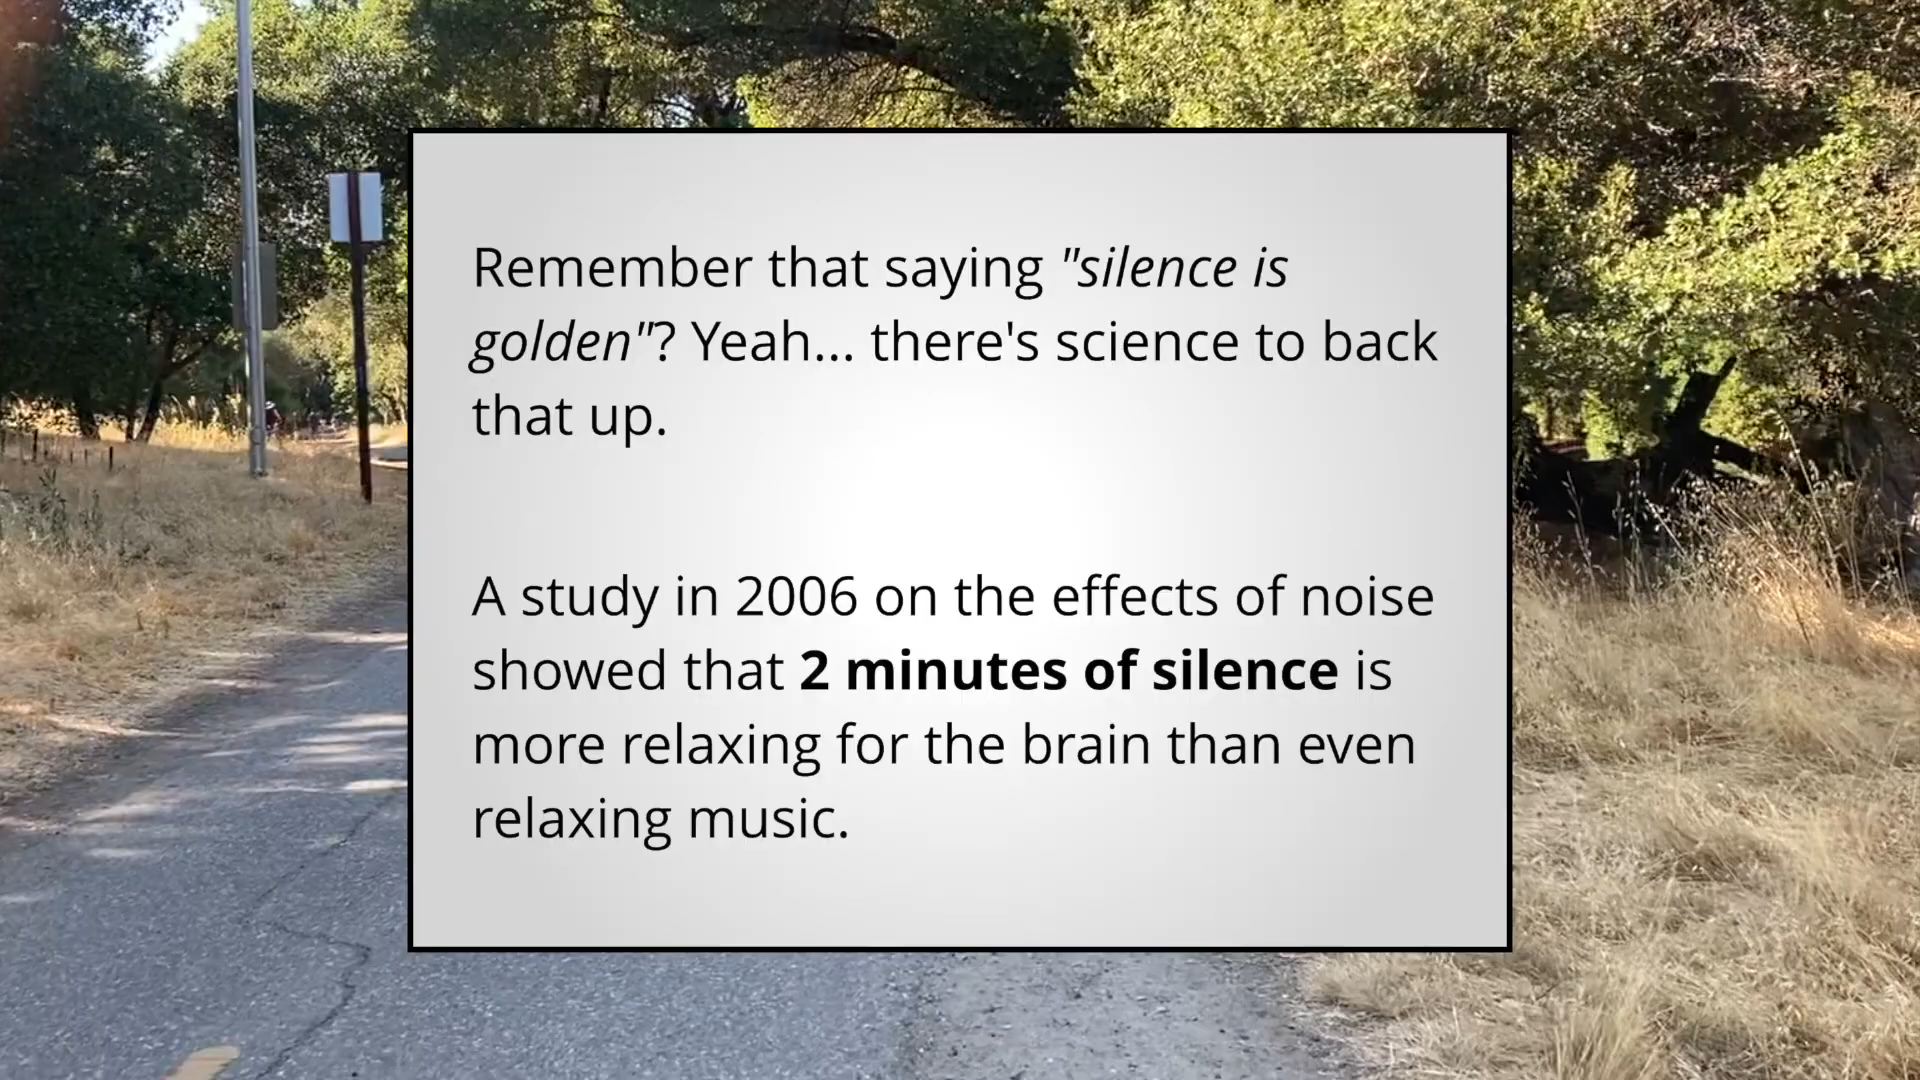 Remember that saying "silence is
golden"? Yeah... there's science to back
that up.
A study in 2006 on the effects of noise
showed that 2 minutes of silence is
more relaxing for the brain than even
relaxing music.